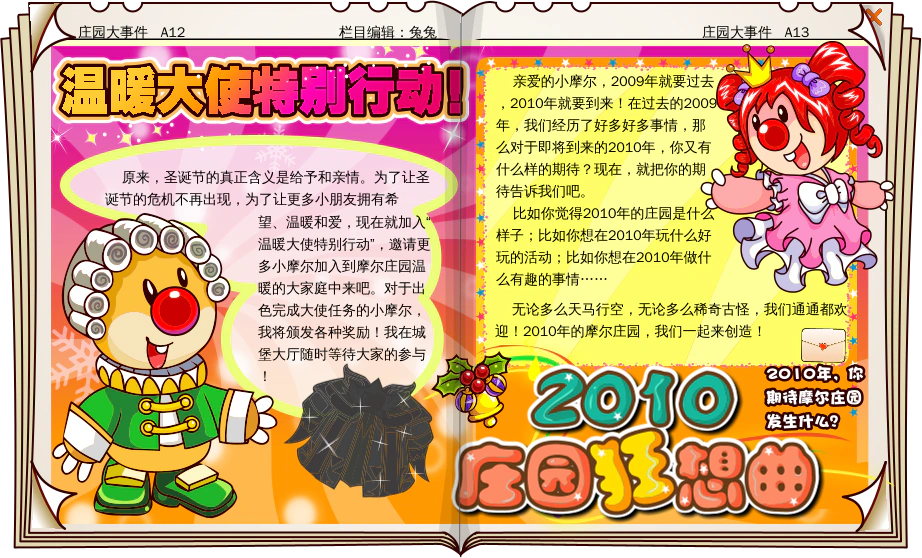 庄园大事件 A12
栏目编辑：兔兔
温暖大使特别行动！
原来，圣诞节的真正含义是给予和亲情。为了让圣
诞节的危机不再出现，为了让更多小朋友拥有希
望、温暖和爱，现在就加入“
温暖大使特别行动”，邀请更
多小摩尔加入到摩尔庄园温
暖的大家庭中来吧。对于出
色完成大使任务的小摩尔，
我将颁发各种奖励！我在城
堡大厅随时等待大家的参与
！
庄园大事件 A13
亲爱的小摩尔，2009年就要过去
，2010年就要到来！在过去的2009
年，我们经历了好多好多事情，那
么对于即将到来的2010年，你又有
什么样的期待？现在，就把你的期
待告诉我们吧。
比如你觉得2010年的庄园是什么
样子；比如你想在2010年玩什么好
玩的活动；比如你想在2010年做什
么有趣的事情……
无论多么天马行空，无论多么稀奇古怪，我们通通都欢
迎！2010年的摩尔庄园，我们一起来创造！
2010年，你
期待摩尔庄园
发生什么？
2010
庄园狂想曲